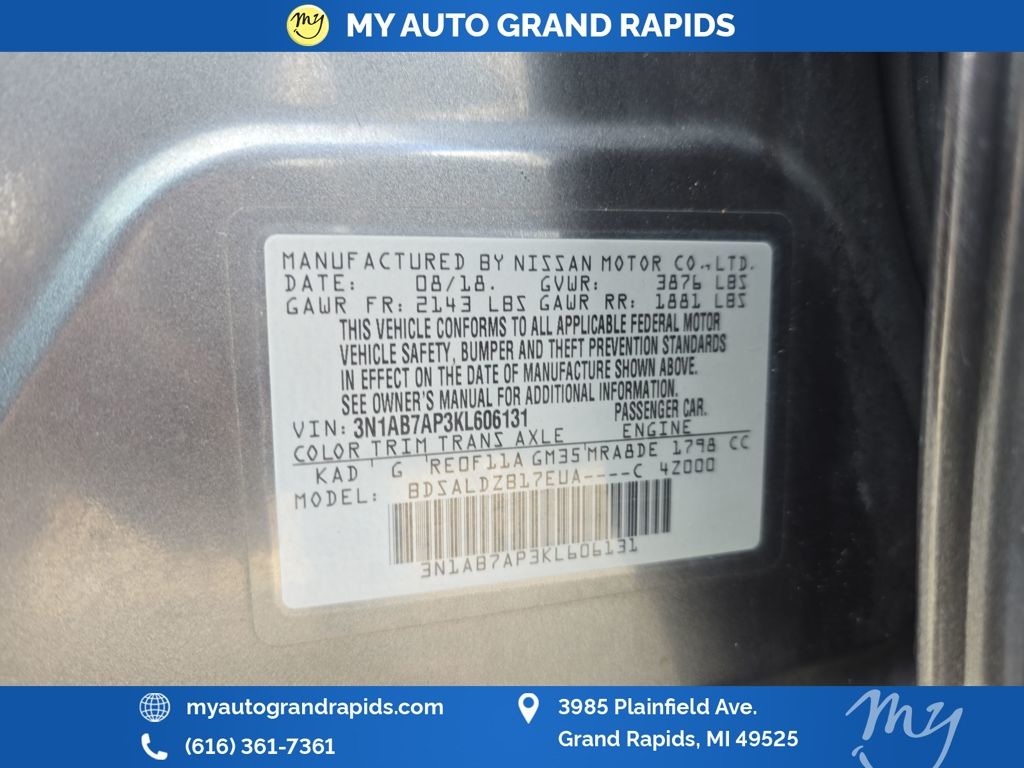 my MY AUTO GRAND RAPIDS
MANUFACTURED BY NISSAN MOTOR CO.,LTD.
DATE: 08/18. GVWR: 3876 LBS
GAWR FR: 2143 LBS GAWR RR: 1881 LBS
THIS VEHICLE CONFORMS TO ALL APPLICABLE FEDERAL MOTOR
VEHICLE SAFETY, BUMPER AND THEFT PREVENTION STANDARDS
IN EFFECT ON THE DATE OF MANUFACTURE SHOWN ABOVE.
SEE OWNER'S MANUAL FOR ADDITIONAL INFORMATION.
VIN: 3N1AB7AP3KL606131 PASSENGER CAR.
COLOR TRIM TRANS AXLE ENGINE
KAD G RE0F11A GM35 MRA8DE 1798 CC
MODEL: BDSALDZB17EUA----C 4Z000
3N1AB7AP3KL606131
myautograndrapids.com
(616) 361-7361
3985 Plainfield Ave.
Grand Rapids, MI 49525
my